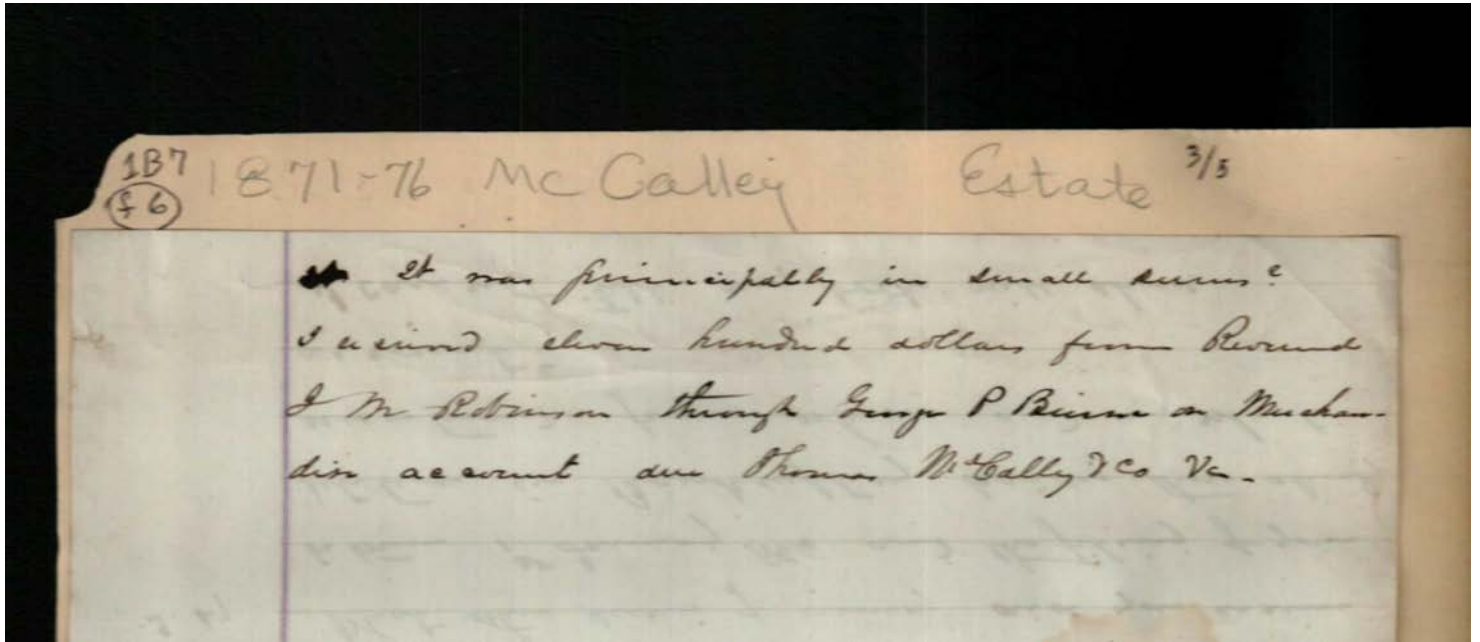 1B7
f6
1871-76 McCalley Estate 3/5
It was principally in small sums?
I received eleven hundred dollars from Reverend
J M Robinson through George P Beirne on Merchan-
dise account due Thomas McCalley & Co Va.